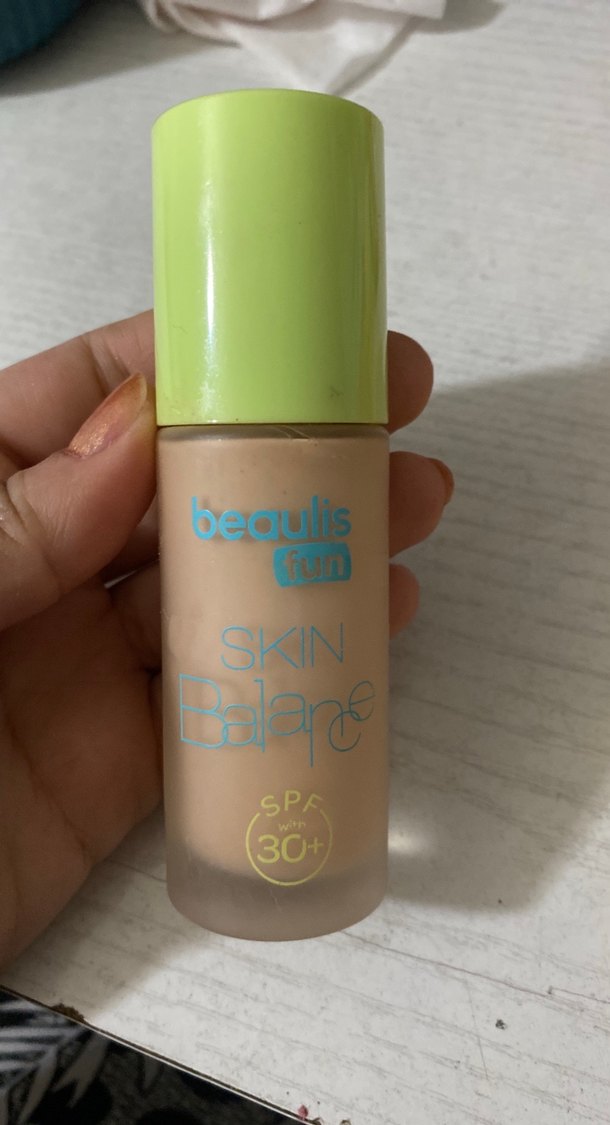 beaulis
fun
SKIN
Balance
SPF
with
30+